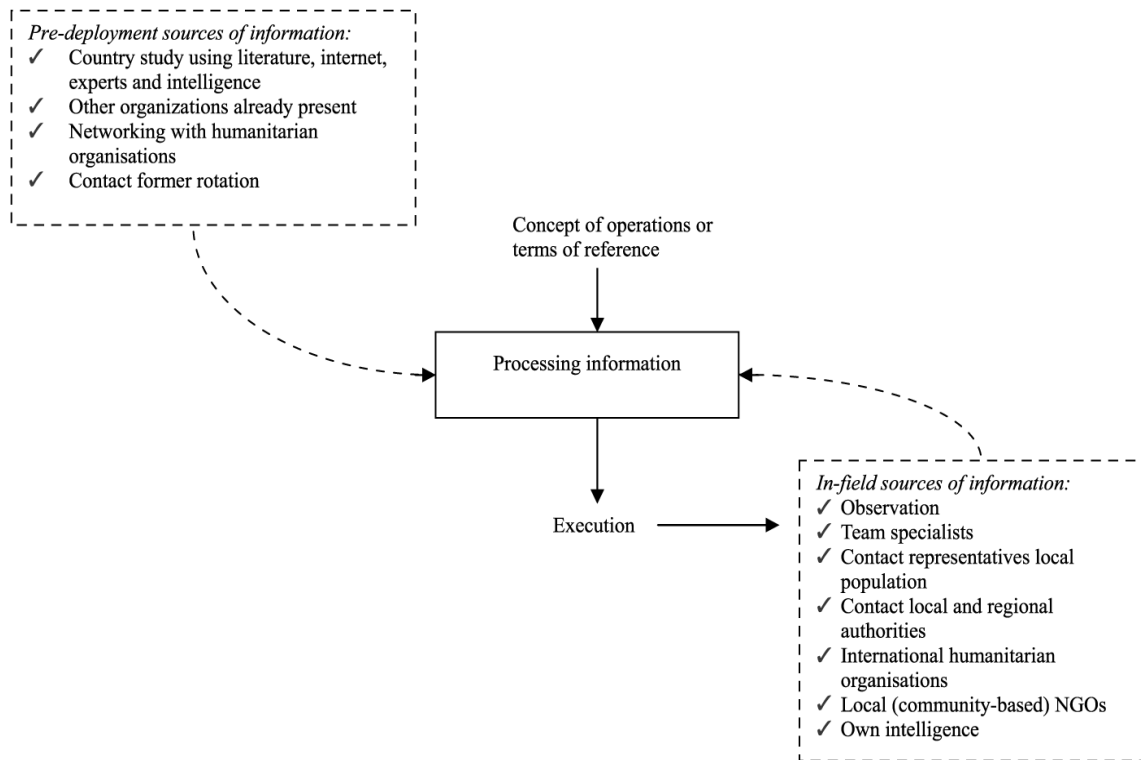 Pre-deployment sources of information:
✓ Country study using literature, internet,
experts and intelligence
✓ Other organizations already present
✓ Networking with humanitarian
organisations
✓ Contact former rotation
Concept of operations or
terms of reference
Processing information
Execution
In-field sources of information:
✓ Observation
✓ Team specialists
✓ Contact representatives local
population
✓ Contact local and regional
authorities
✓ International humanitarian
organisations
✓ Local (community-based) NGOs
✓ Own intelligence